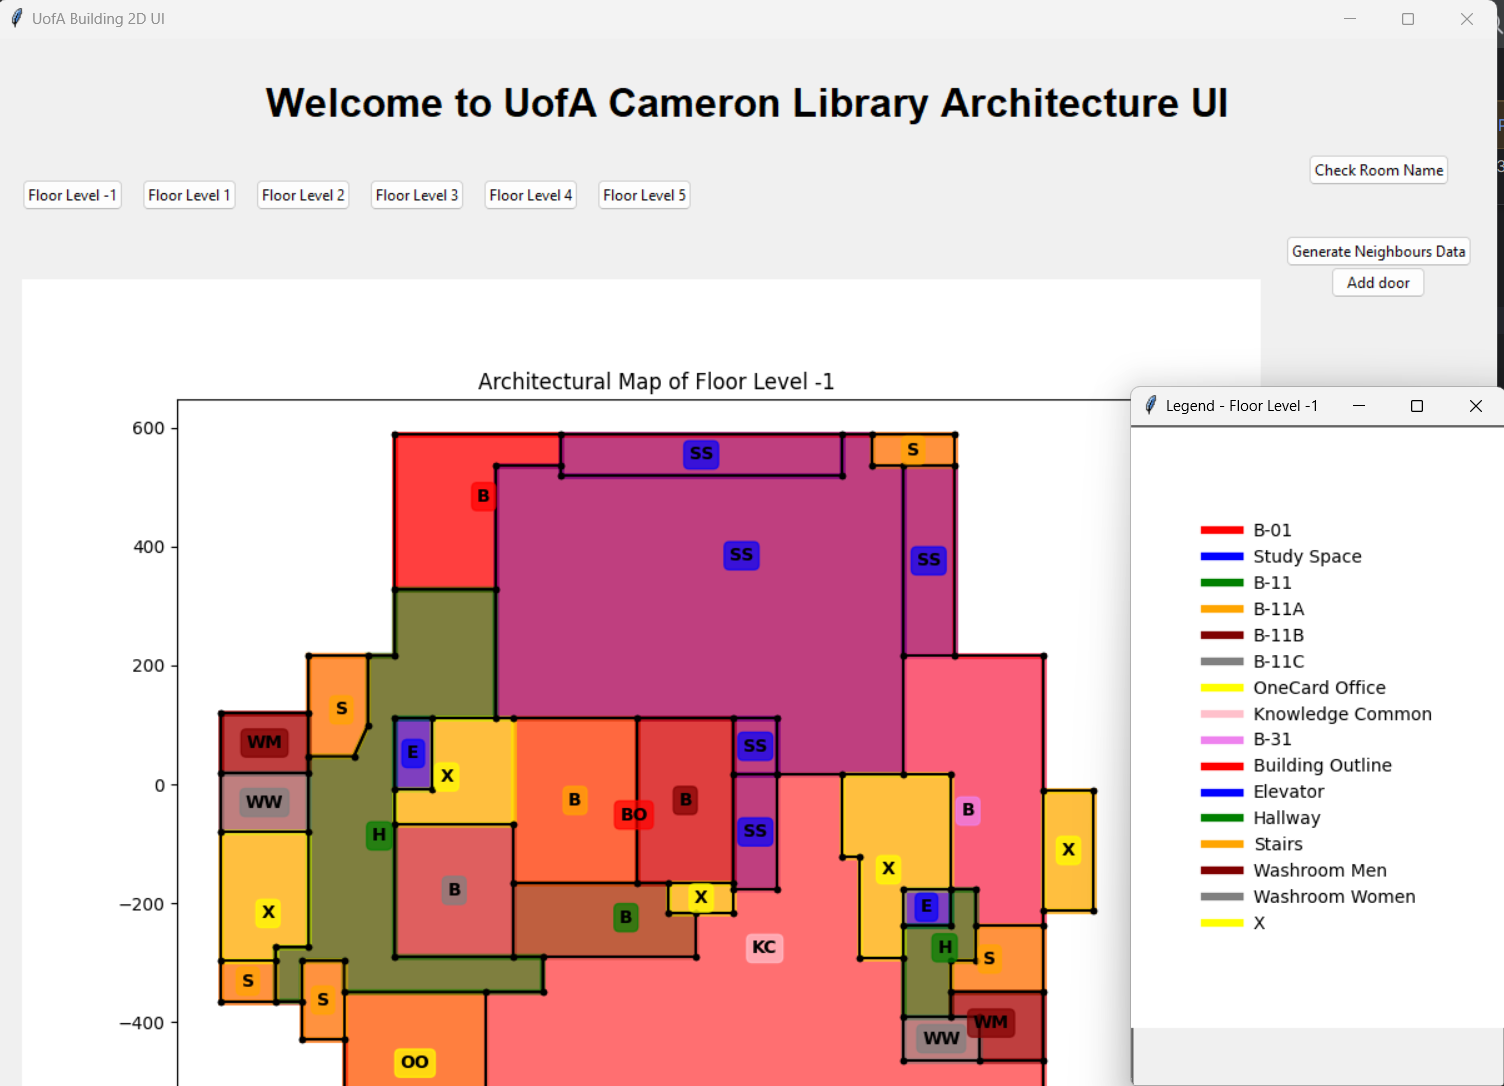 UofA Building 2D UI
Welcome to UofA Cameron Library Architecture UI
Check Room Name
Floor Level -1 Floor Level 1 Floor Level 2 Floor Level 3 Floor Level 4 Floor Level 5
Generate Neighbours Data
Add door
Architectural Map of Floor Level -1
600
400
200
0
−200
−400
SS
S
B
SS
SS
S
WM
E
X
SS
WW
B
BO
B
B
H
SS
X
X
B
X
X
B
E
KC
H
S
S
S
WM
WW
OO
Legend - Floor Level -1
B-01
Study Space
B-11
B-11A
B-11B
B-11C
OneCard Office
Knowledge Common
B-31
Building Outline
Elevator
Hallway
Stairs
Washroom Men
Washroom Women
X